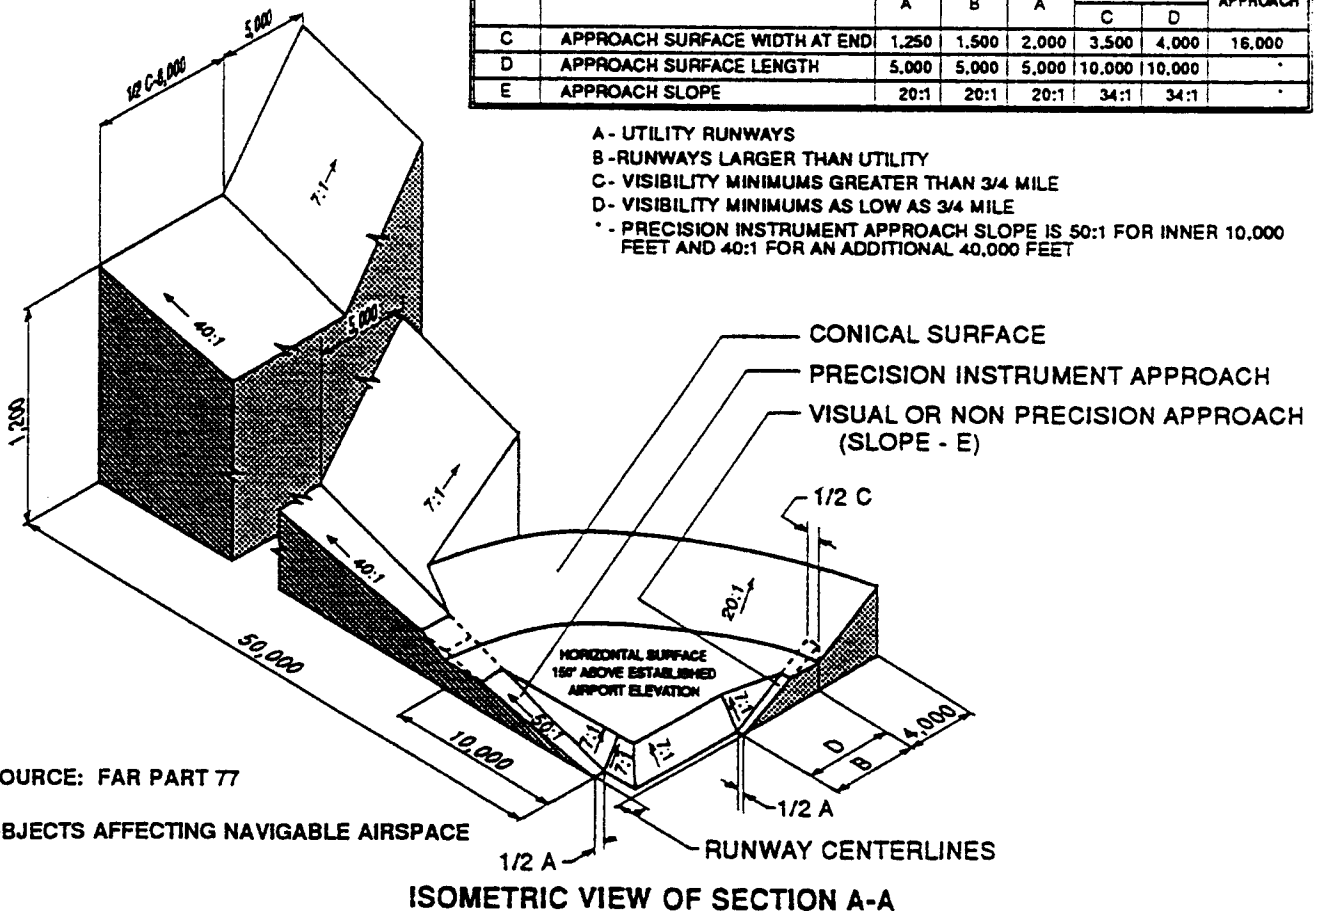 A B A APPROACH
C D
C APPROACH SURFACE WIDTH AT END 1,250 1,500 2,000 3,500 4,000 16,000
D APPROACH SURFACE LENGTH 5,000 5,000 5,000 10,000 10,000 *
E APPROACH SLOPE 20:1 20:1 20:1 34:1 34:1 *
A - UTILITY RUNWAYS
B - RUNWAYS LARGER THAN UTILITY
C - VISIBILITY MINIMUMS GREATER THAN 3/4 MILE
D - VISIBILITY MINIMUMS AS LOW AS 3/4 MILE
* - PRECISION INSTRUMENT APPROACH SLOPE IS 50:1 FOR INNER 10,000
FEET AND 40:1 FOR AN ADDITIONAL 40,000 FEET
5,000
1/2 C-8,000
7:1
40:1
5,000
1,200
CONICAL SURFACE
PRECISION INSTRUMENT APPROACH
VISUAL OR NON PRECISION APPROACH
(SLOPE - E)
7:1
1/2 C
40:1
20:1
50,000
HORIZONTAL SURFACE
150' ABOVE ESTABLISHED
AIRPORT ELEVATION
50:1
7:1
7:1
7:1
7:1
10,000
4,000
D
B
OURCE: FAR PART 77
BJECTS AFFECTING NAVIGABLE AIRSPACE
1/2 A
1/2 A
RUNWAY CENTERLINES
ISOMETRIC VIEW OF SECTION A-A